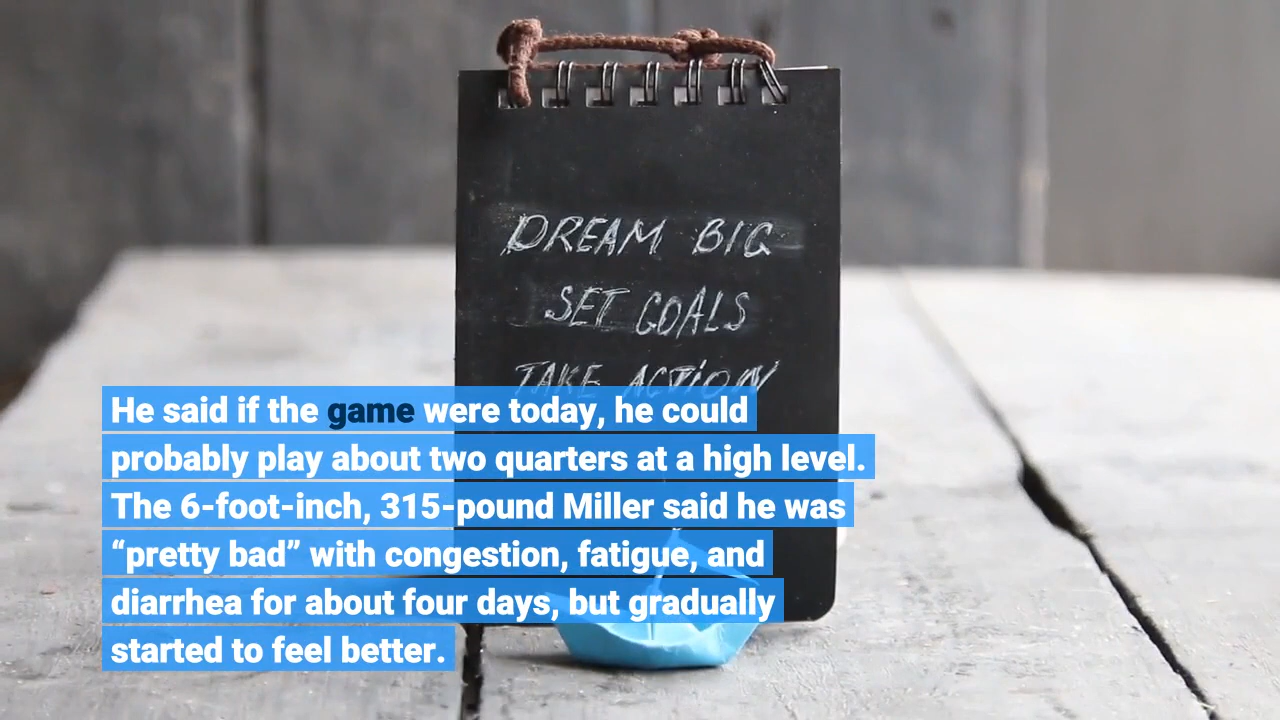 DREAM BIG
SET GOALS
TAKE ACTION
He said if the game were today, he could
probably play about two quarters at a high level.
The 6-foot-inch, 315-pound Miller said he was
“pretty bad” with congestion, fatigue, and
diarrhea for about four days, but gradually
started to feel better.